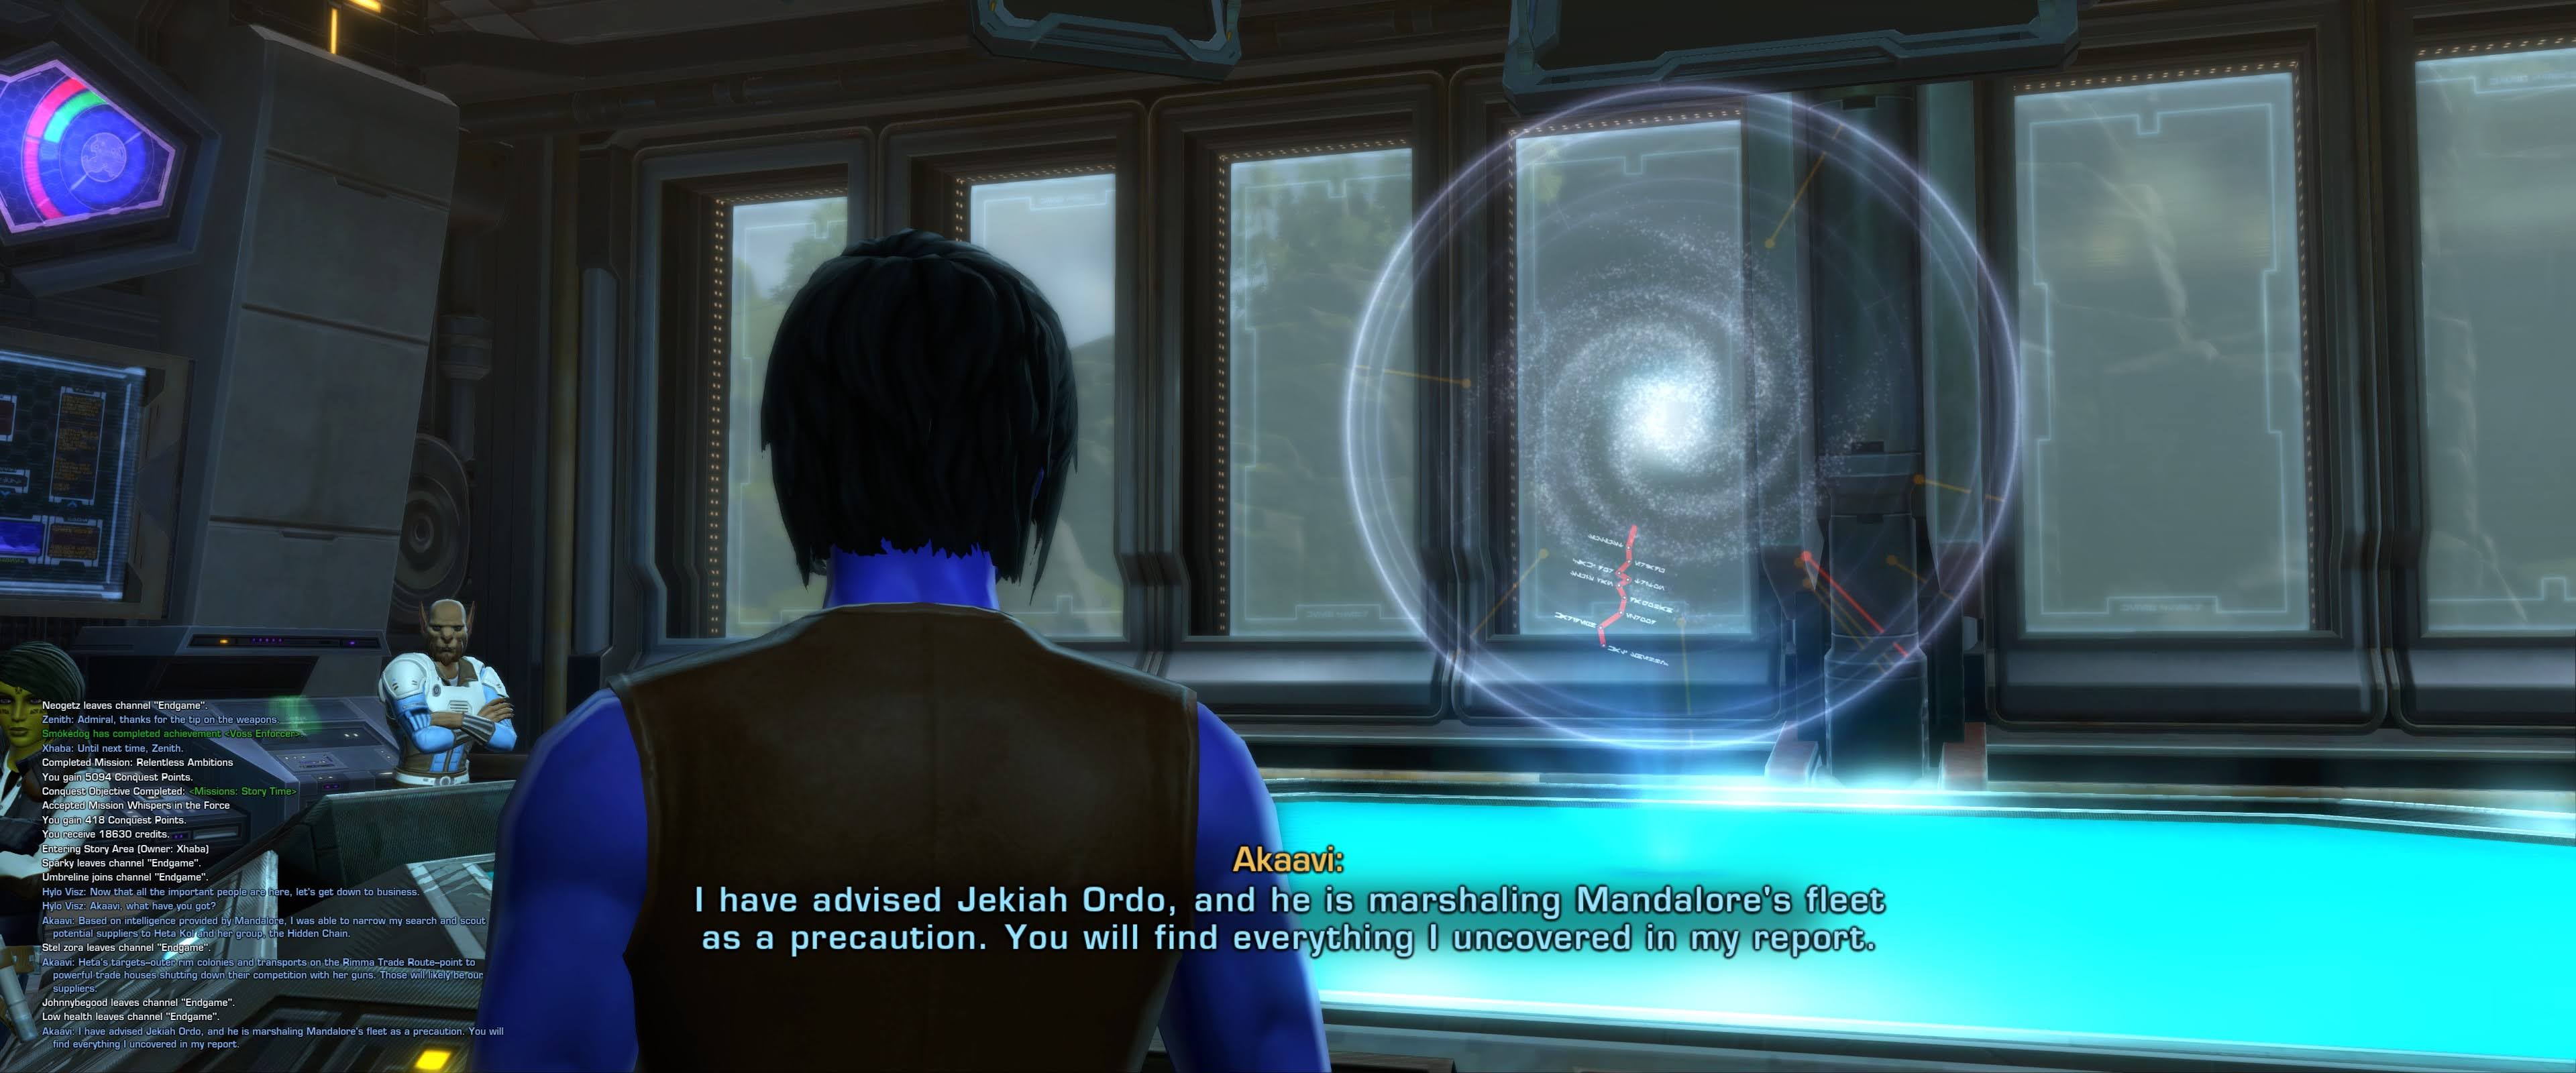 Neogetz leaves channel "Endgame".
Zenith: Admiral, thanks for the tip on the weapons.
Smókèdög has completed achievement <Voss Enforcer>
Xhaba: Until next time, Zenith.
Completed Mission: Relentless Ambitions
You gain 5094 Conquest Points.
Conquest Objective Completed: <Missions: Story Time>
Accepted Mission Whispers in the Force
You gain 418 Conquest Points.
You receive 18630 credits.
Entering Story Area (Owner: Xhaba)
Sparky leaves channel "Endgame".
Umbreline joins channel "Endgame".
Hylo Visz: Now that all the important people are here, let's get down to business.
Hylo Visz: Akaavi, what have you got?
Akaavi: Based on intelligence provided by Mandalore, I was able to narrow my search and scout
potential suppliers to Heta Kol and her group, the Hidden Chain.
Stel zora leaves channel "Endgame".
Akaavi: Heta's targets–outer rim colonies and transports on the Rimma Trade Route–point to
powerful trade houses shutting down their competition with her guns. Those will likely be our
suppliers.
Johnnybegood leaves channel "Endgame".
Low health leaves channel "Endgame".
Akaavi: I have advised Jekiah Ordo, and he is marshaling Mandalore's fleet as a precaution. You will
find everything I uncovered in my report.
Akaavi:
I have advised Jekiah Ordo, and he is marshaling Mandalore's fleet
as a precaution. You will find everything I uncovered in my report.